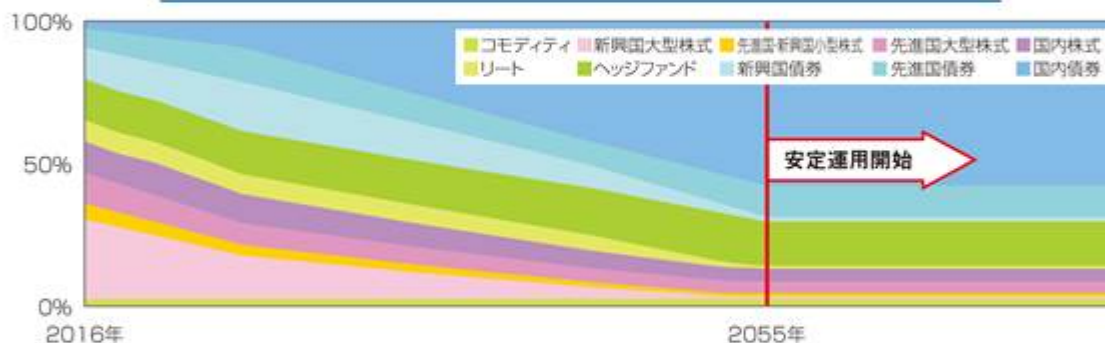 100%
コモディティ 新興国大型株式 先進国・新興国小型株式 先進国大型株式 国内株式
リート ヘッジファンド 新興国債券 先進国債券 国内債券
50%
安定運用開始
0%
2016年 2055年